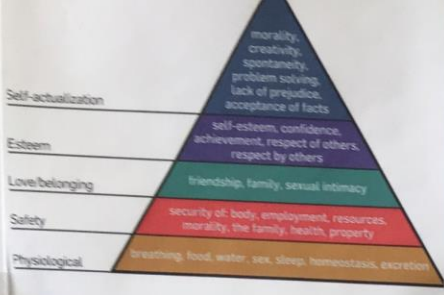 morality,
creativity,
spontaneity,
problem solving,
lack of prejudice,
acceptance of facts
Self-actualization
self-esteem, confidence,
achievement, respect of others,
respect by others
Esteem
friendship, family, sexual intimacy
Love/belonging
security of: body, employment, resources,
morality, the family, health, property
Safety
breathing, food, water, sex, sleep, homeostasis, excretion
Physiological